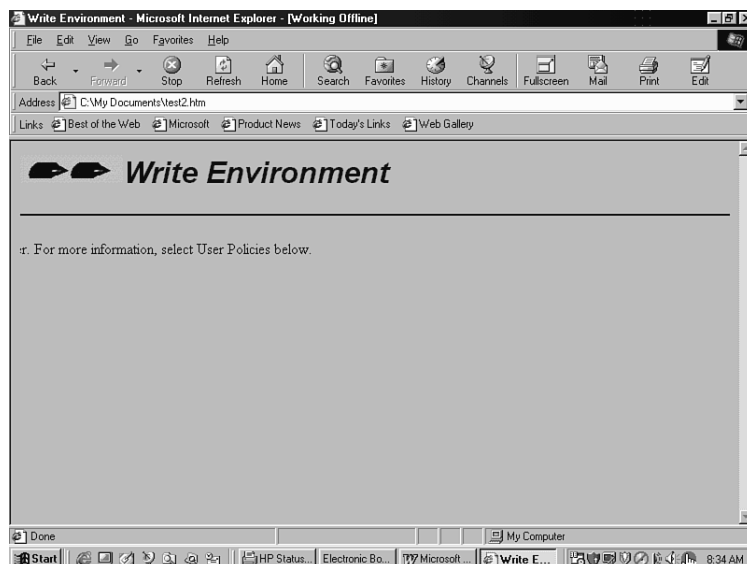 Write Environment - Microsoft Internet Explorer - [Working Offline]
File Edit View Go Favorites Help
Back Forward Stop Refresh Home Search Favorites History Channels Fullscreen Mail Print Edit
Address C:\My Documents\test2.htm
Links Best of the Web Microsoft Product News Today's Links Web Gallery
Write Environment
r. For more information, select User Policies below.
Done My Computer
Start HP Status... Electronic Bo... Microsoft ... Write E... 8:34 AM